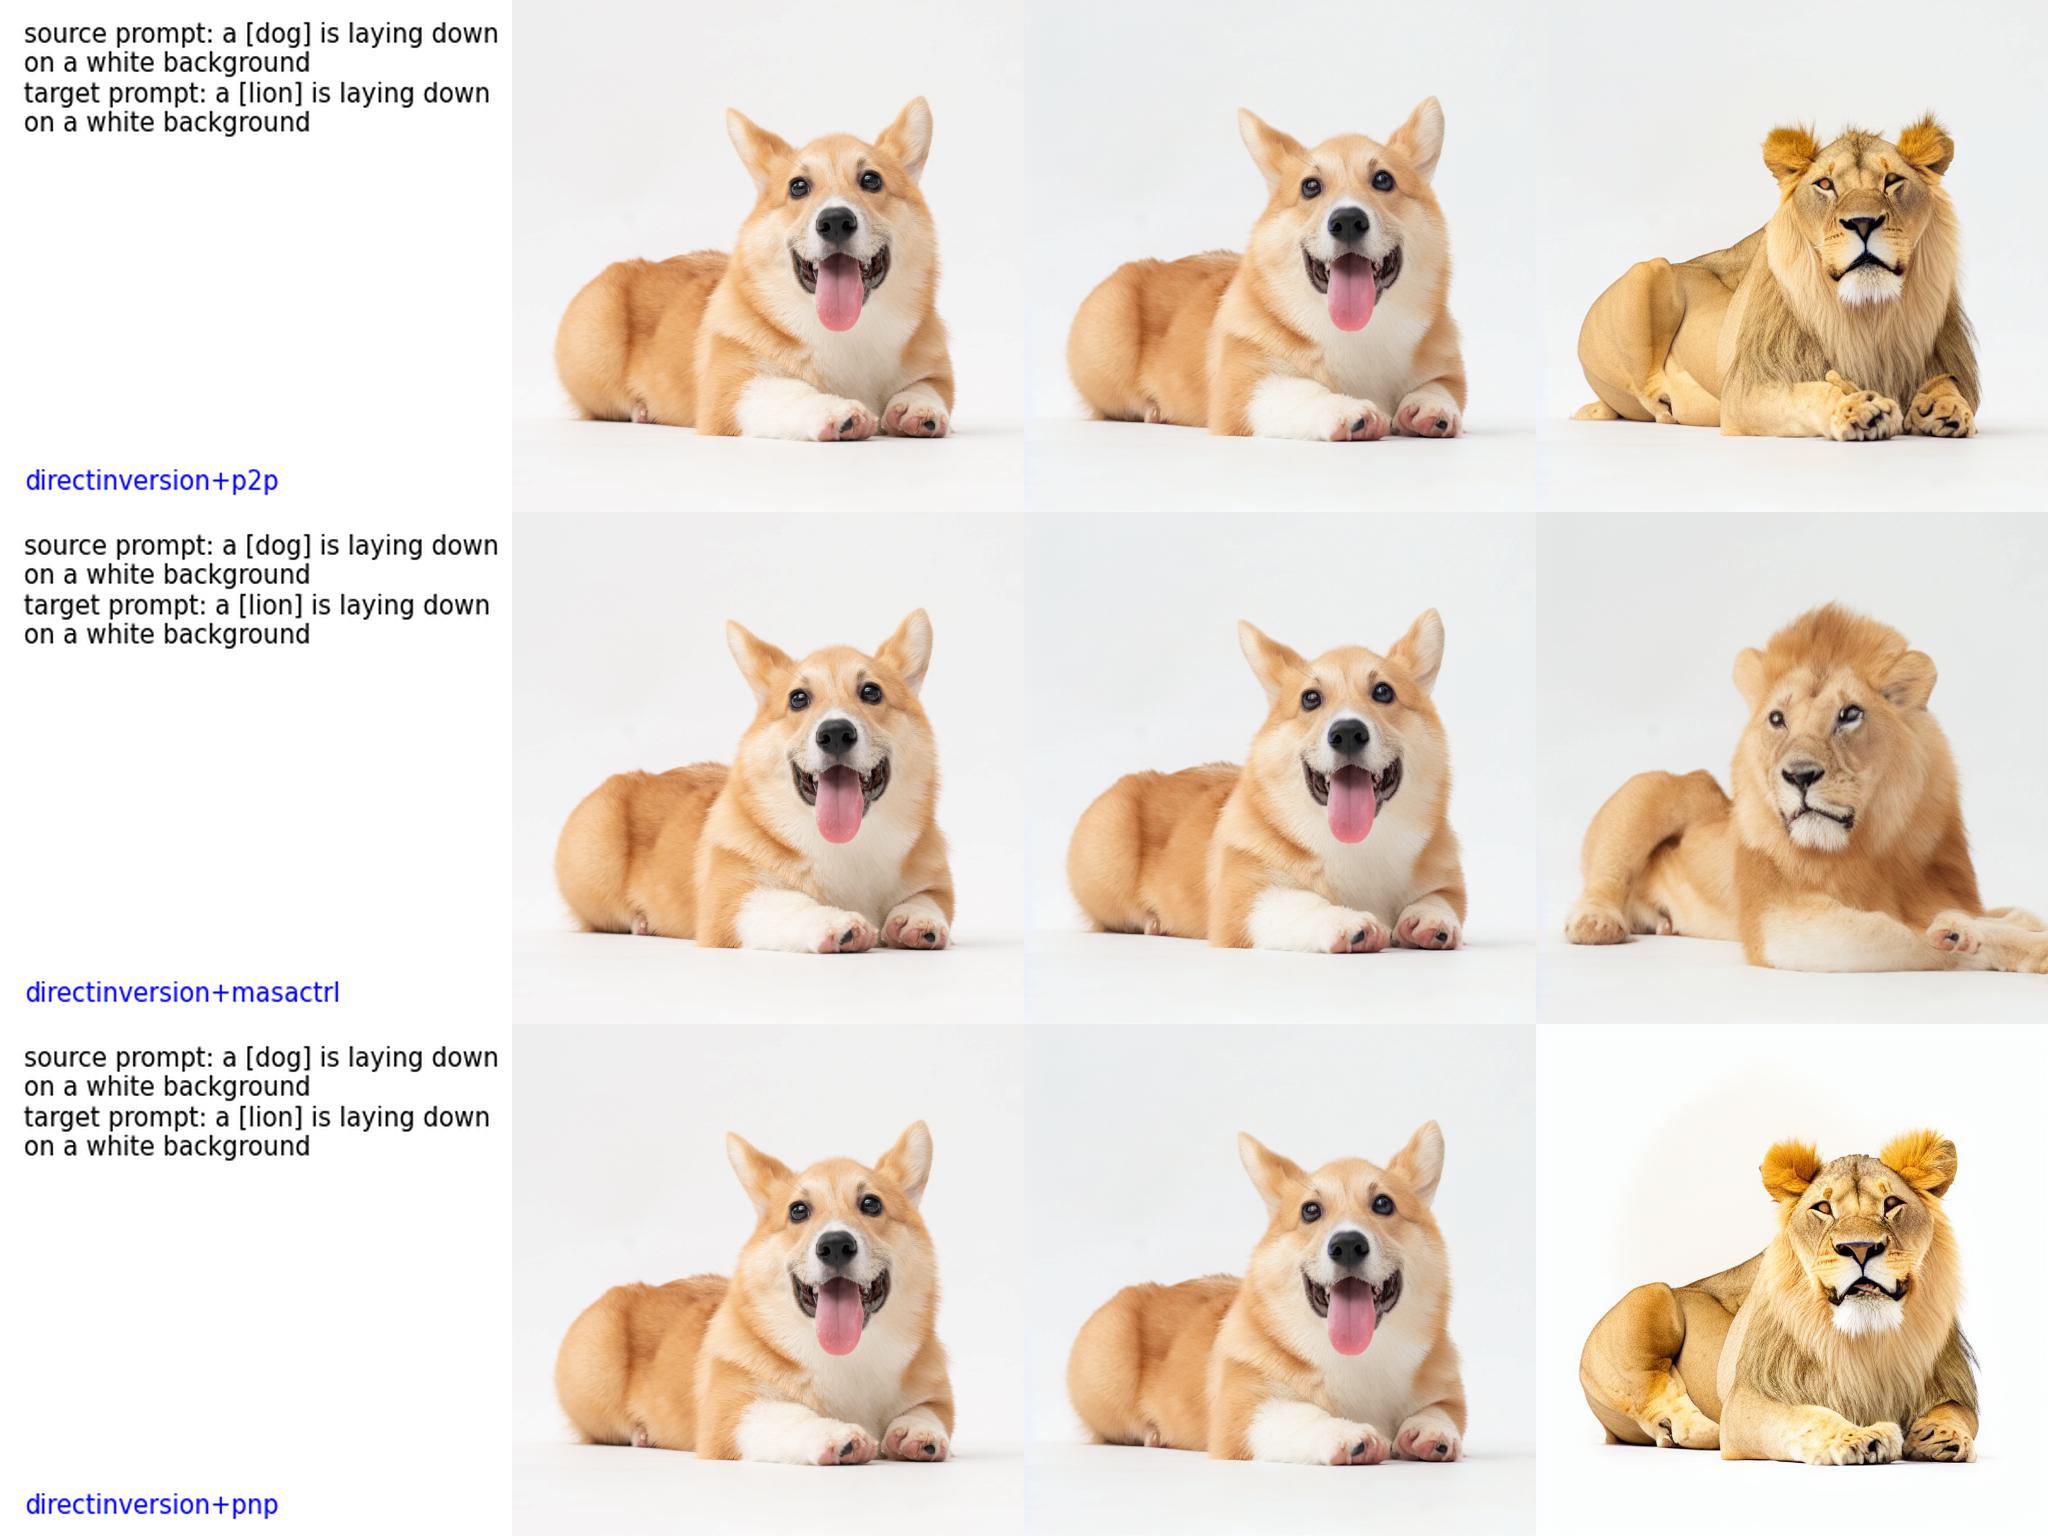 source prompt: a [dog] is laying down
on a white background
target prompt: a [lion] is laying down
on a white background
directinversion+p2p
source prompt: a [dog] is laying down
on a white background
target prompt: a [lion] is laying down
on a white background
directinversion+masactrl
source prompt: a [dog] is laying down
on a white background
target prompt: a [lion] is laying down
on a white background
directinversion+pnp